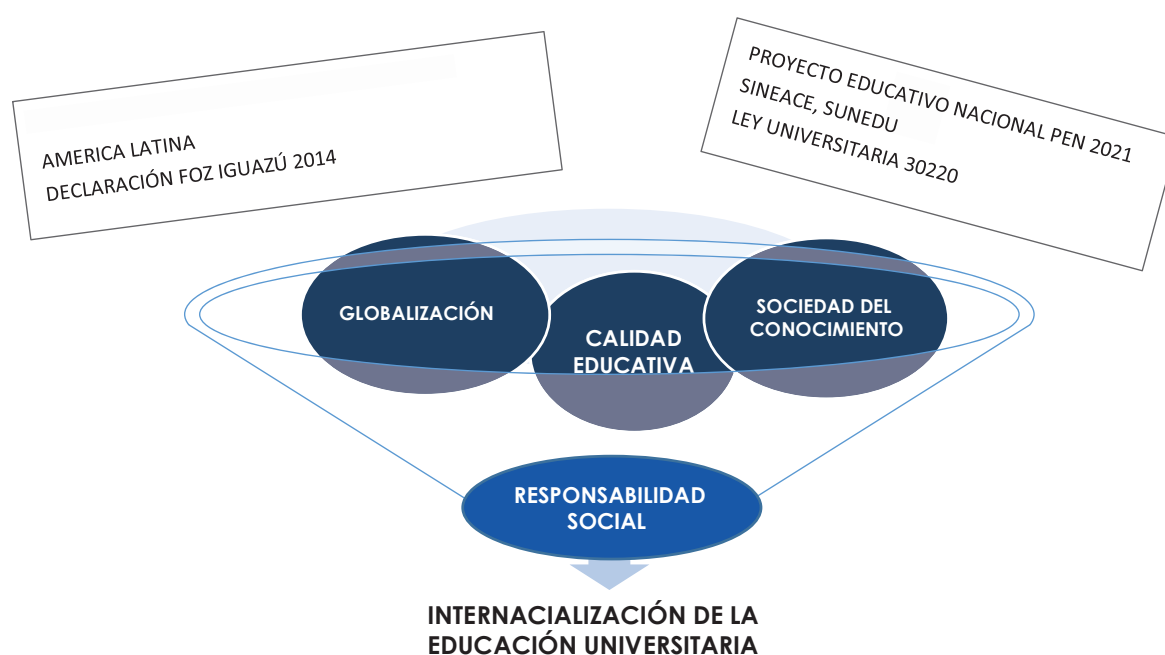 AMERICA LATINA
DECLARACIÓN FOZ IGUAZÚ 2014
PROYECTO EDUCATIVO NACIONAL PEN 2021
SINEACE, SUNEDU
LEY UNIVERSITARIA 30220
GLOBALIZACIÓN
CALIDAD
EDUCATIVA
SOCIEDAD DEL
CONOCIMIENTO
RESPONSABILIDAD
SOCIAL
INTERNACIALIZACIÓN DE LA
EDUCACIÓN UNIVERSITARIA